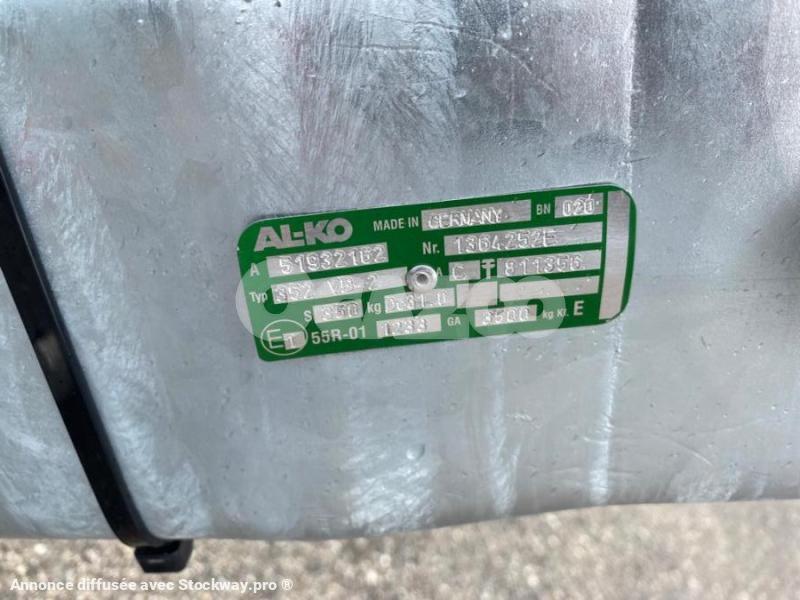 AL-KO MADE IN GERMANY BN 020
A 51932162 Nr. 1364252E
Typ 352 VB-2 A C 811356
S 350 kg Dc31.0
E1 55R-01 1233 GA 3500 kg Kl. E
Annonce diffusée avec Stockway.pro ®